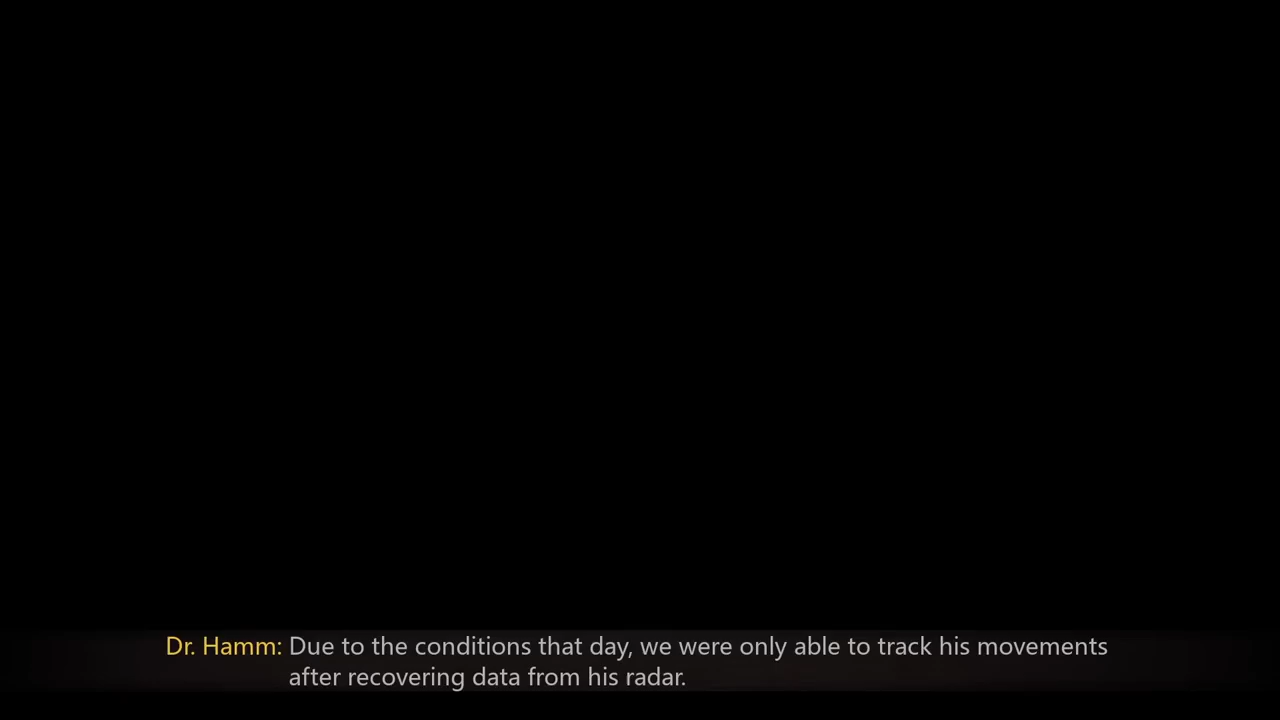 Dr. Hamm: Due to the conditions that day, we were only able to track his movements
after recovering data from his radar.